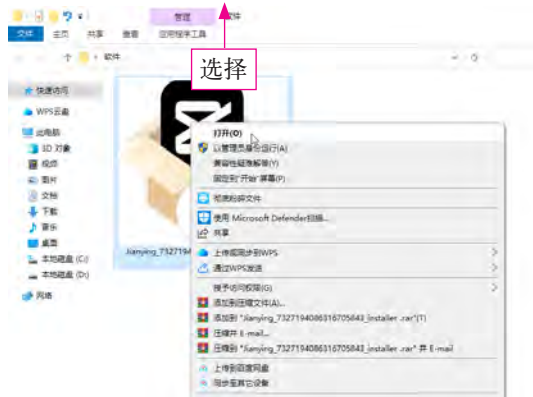 管理
软件
文件 主页 共享 查看 应用程序工具
软件
选择
快速访问
WPS云盘
此电脑
3D 对象
视频
图片
文档
下载
音乐
桌面
本地磁盘 (C:)
本地磁盘 (D:)
网络
Jianying_7327194
打开(O)
以管理员身份运行(A)
兼容性疑难解答(Y)
固定到"开始"屏幕(P)
彻底粉碎文件
使用 Microsoft Defender扫描...
共享
上传或同步到WPS
通过WPS发送
授予访问权限(G)
添加到压缩文件(A)...
添加到 "Jianying_7327194086316705843_installer .rar"(T)
压缩并 E-mail...
压缩到 "Jianying_7327194086316705843_installer .rar" 并 E-mail
上传到百度网盘
同步至其它设备